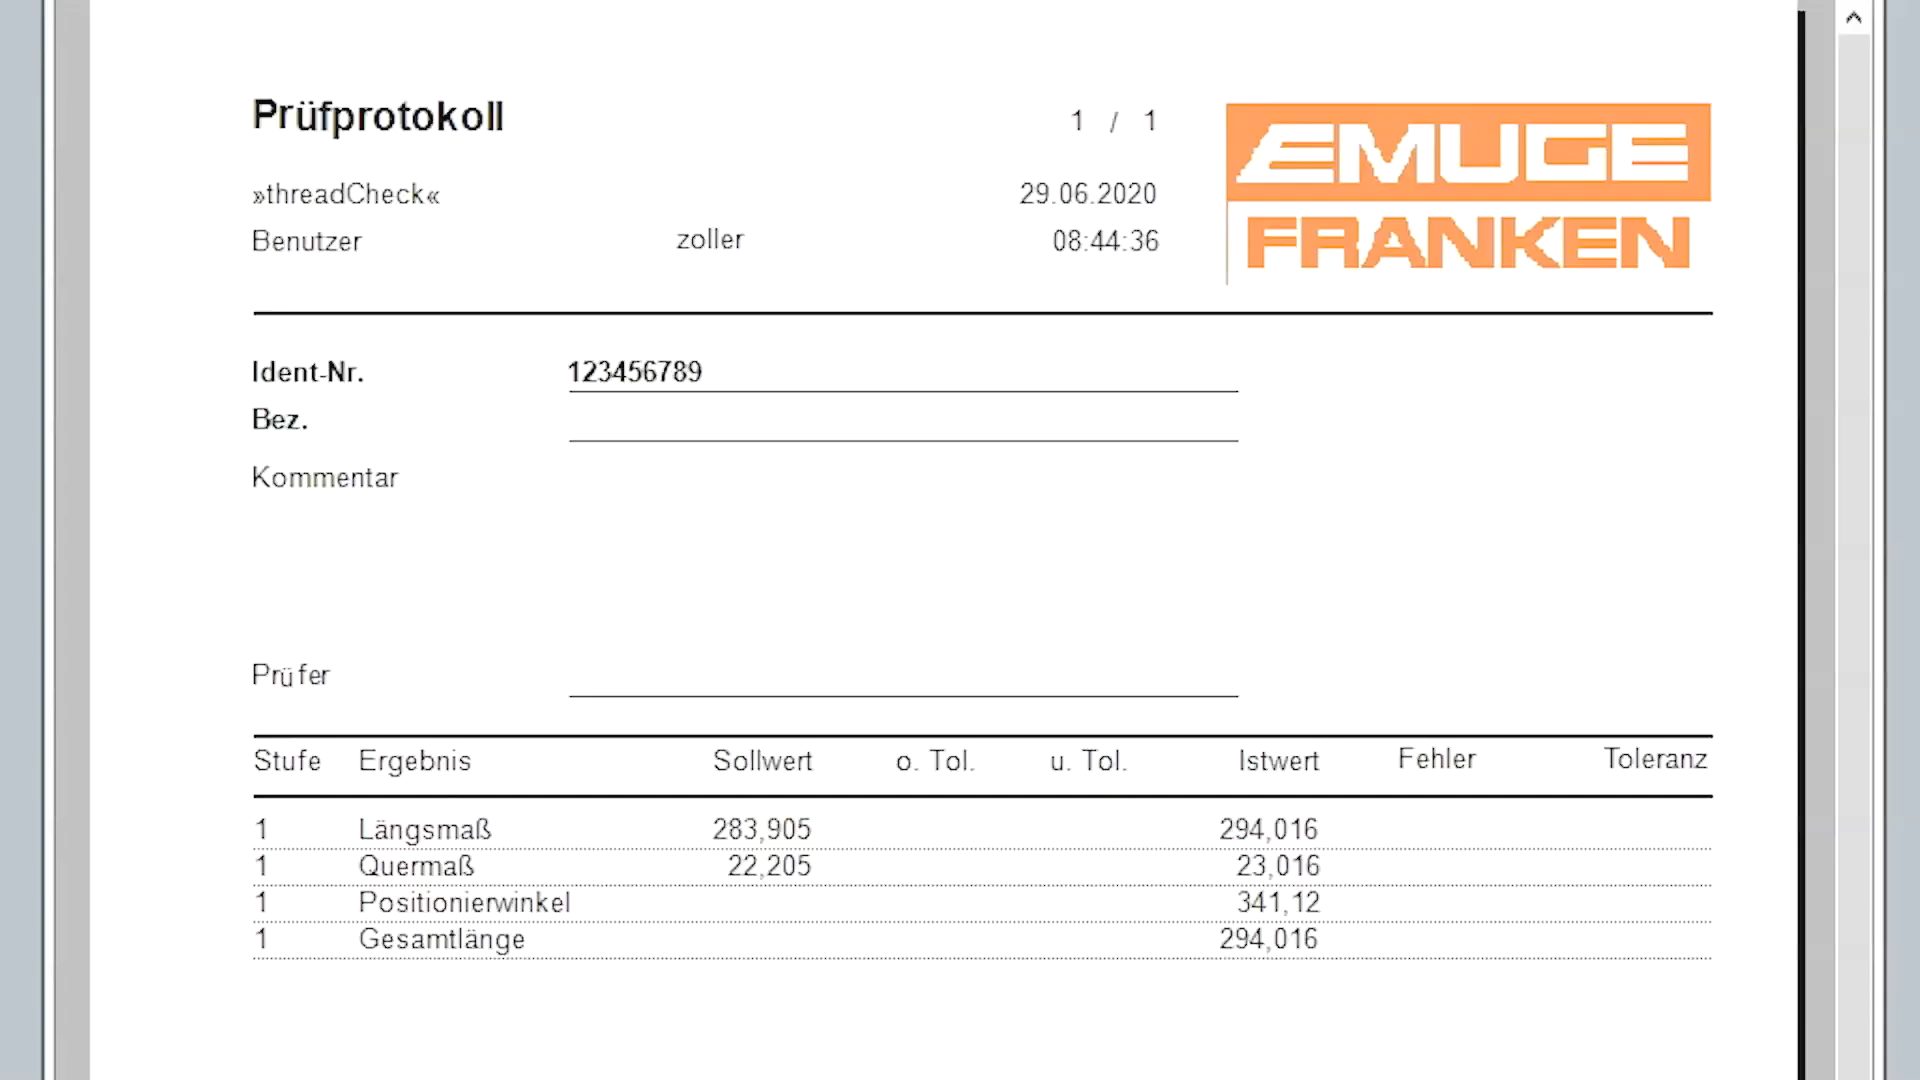 Prüfprotokoll 1 / 1
EMUGE
FRANKEN
»threadCheck« 29.06.2020
Benutzer zoller 08:44:36
Ident-Nr. 123456789
Bez.
Kommentar
Prüfer
Stufe Ergebnis Sollwert o. Tol. u. Tol. Istwert Fehler Toleranz
1 Längsmaß 283,905 294,016
1 Quermaß 22,205 23,016
1 Positionierwinkel 341,12
1 Gesamtlänge 294,016